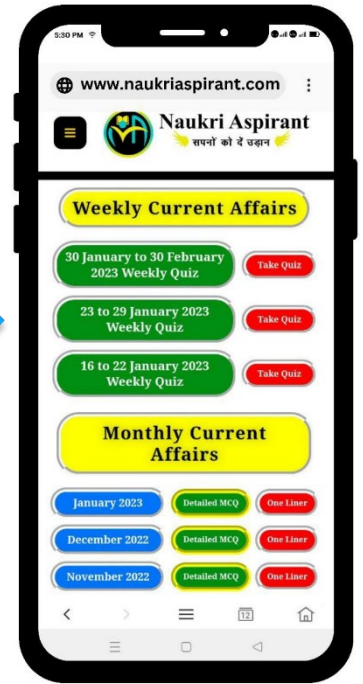 5:30 PM
www.naukriaspirant.com
Naukri Aspirant
सपनों को दें उड़ान
Weekly Current Affairs
30 January to 30 February
2023 Weekly Quiz
Take Quiz
23 to 29 January 2023
Weekly Quiz
Take Quiz
16 to 22 January 2023
Weekly Quiz
Take Quiz
Monthly Current
Affairs
January 2023 Detailed MCQ One Liner
December 2022 Detailed MCQ One Liner
November 2022 Detailed MCQ One Liner
12